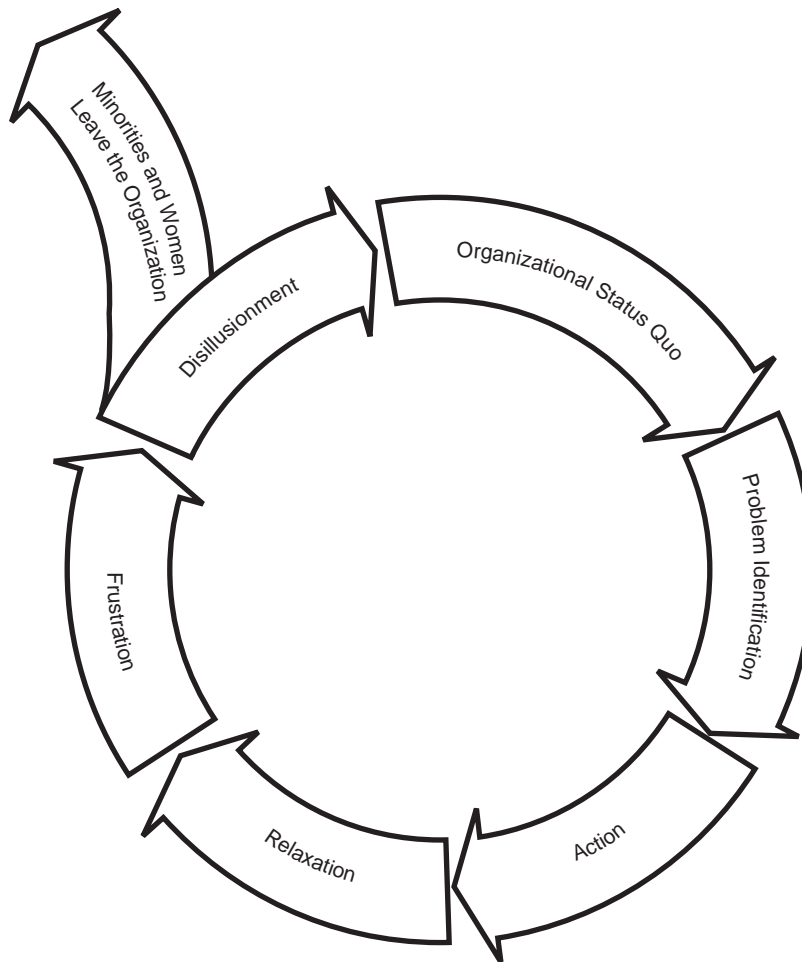 Minorities and Women
Leave the Organization
Disillusionment
Organizational Status Quo
Problem Identification
Action
Relaxation
Frustration